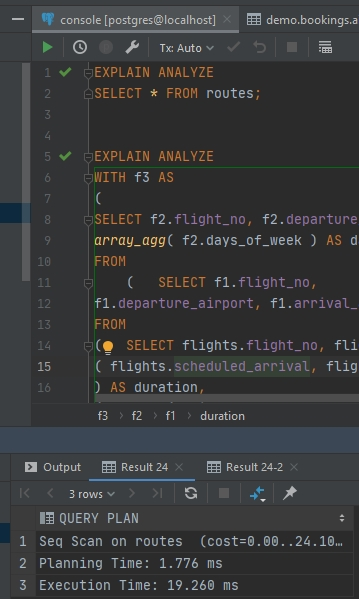 console [postgres@localhost]
demo.bookings.a
Tx: Auto
1 EXPLAIN ANALYZE
2 SELECT * FROM routes;
3
4
5 EXPLAIN ANALYZE
6 WITH f3 AS
7 (
8 SELECT f2.flight_no, f2.departure
9 array_agg( f2.days_of_week ) AS d
10 FROM
11 ( SELECT f1.flight_no,
12 f1.departure_airport, f1.arrival_
13 FROM
14 ( SELECT flights.flight_no, fli
15 ( flights.scheduled_arrival, flig
16 ) AS duration,
f3 > f2 > f1 > duration
Output
Result 24
Result 24-2
3 rows
QUERY PLAN
1 Seq Scan on routes (cost=0.00..24.10…
2 Planning Time: 1.776 ms
3 Execution Time: 19.260 ms